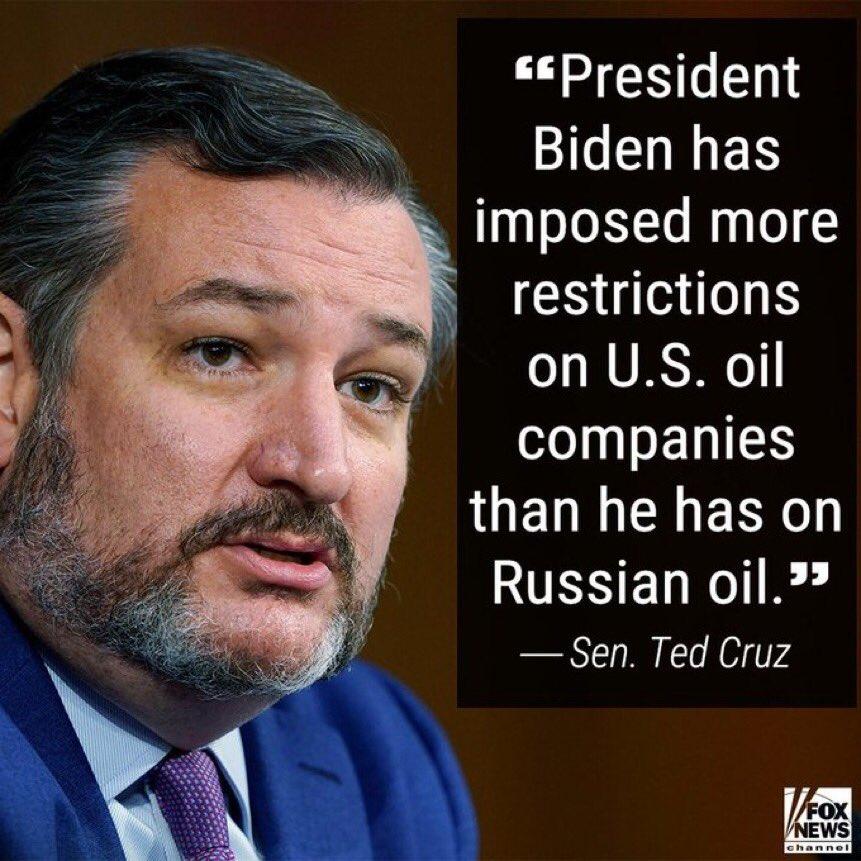 “President
Biden has
imposed more
restrictions
on U.S. oil
companies
than he has on
Russian oil.”
— Sen. Ted Cruz
FOX
NEWS
channel